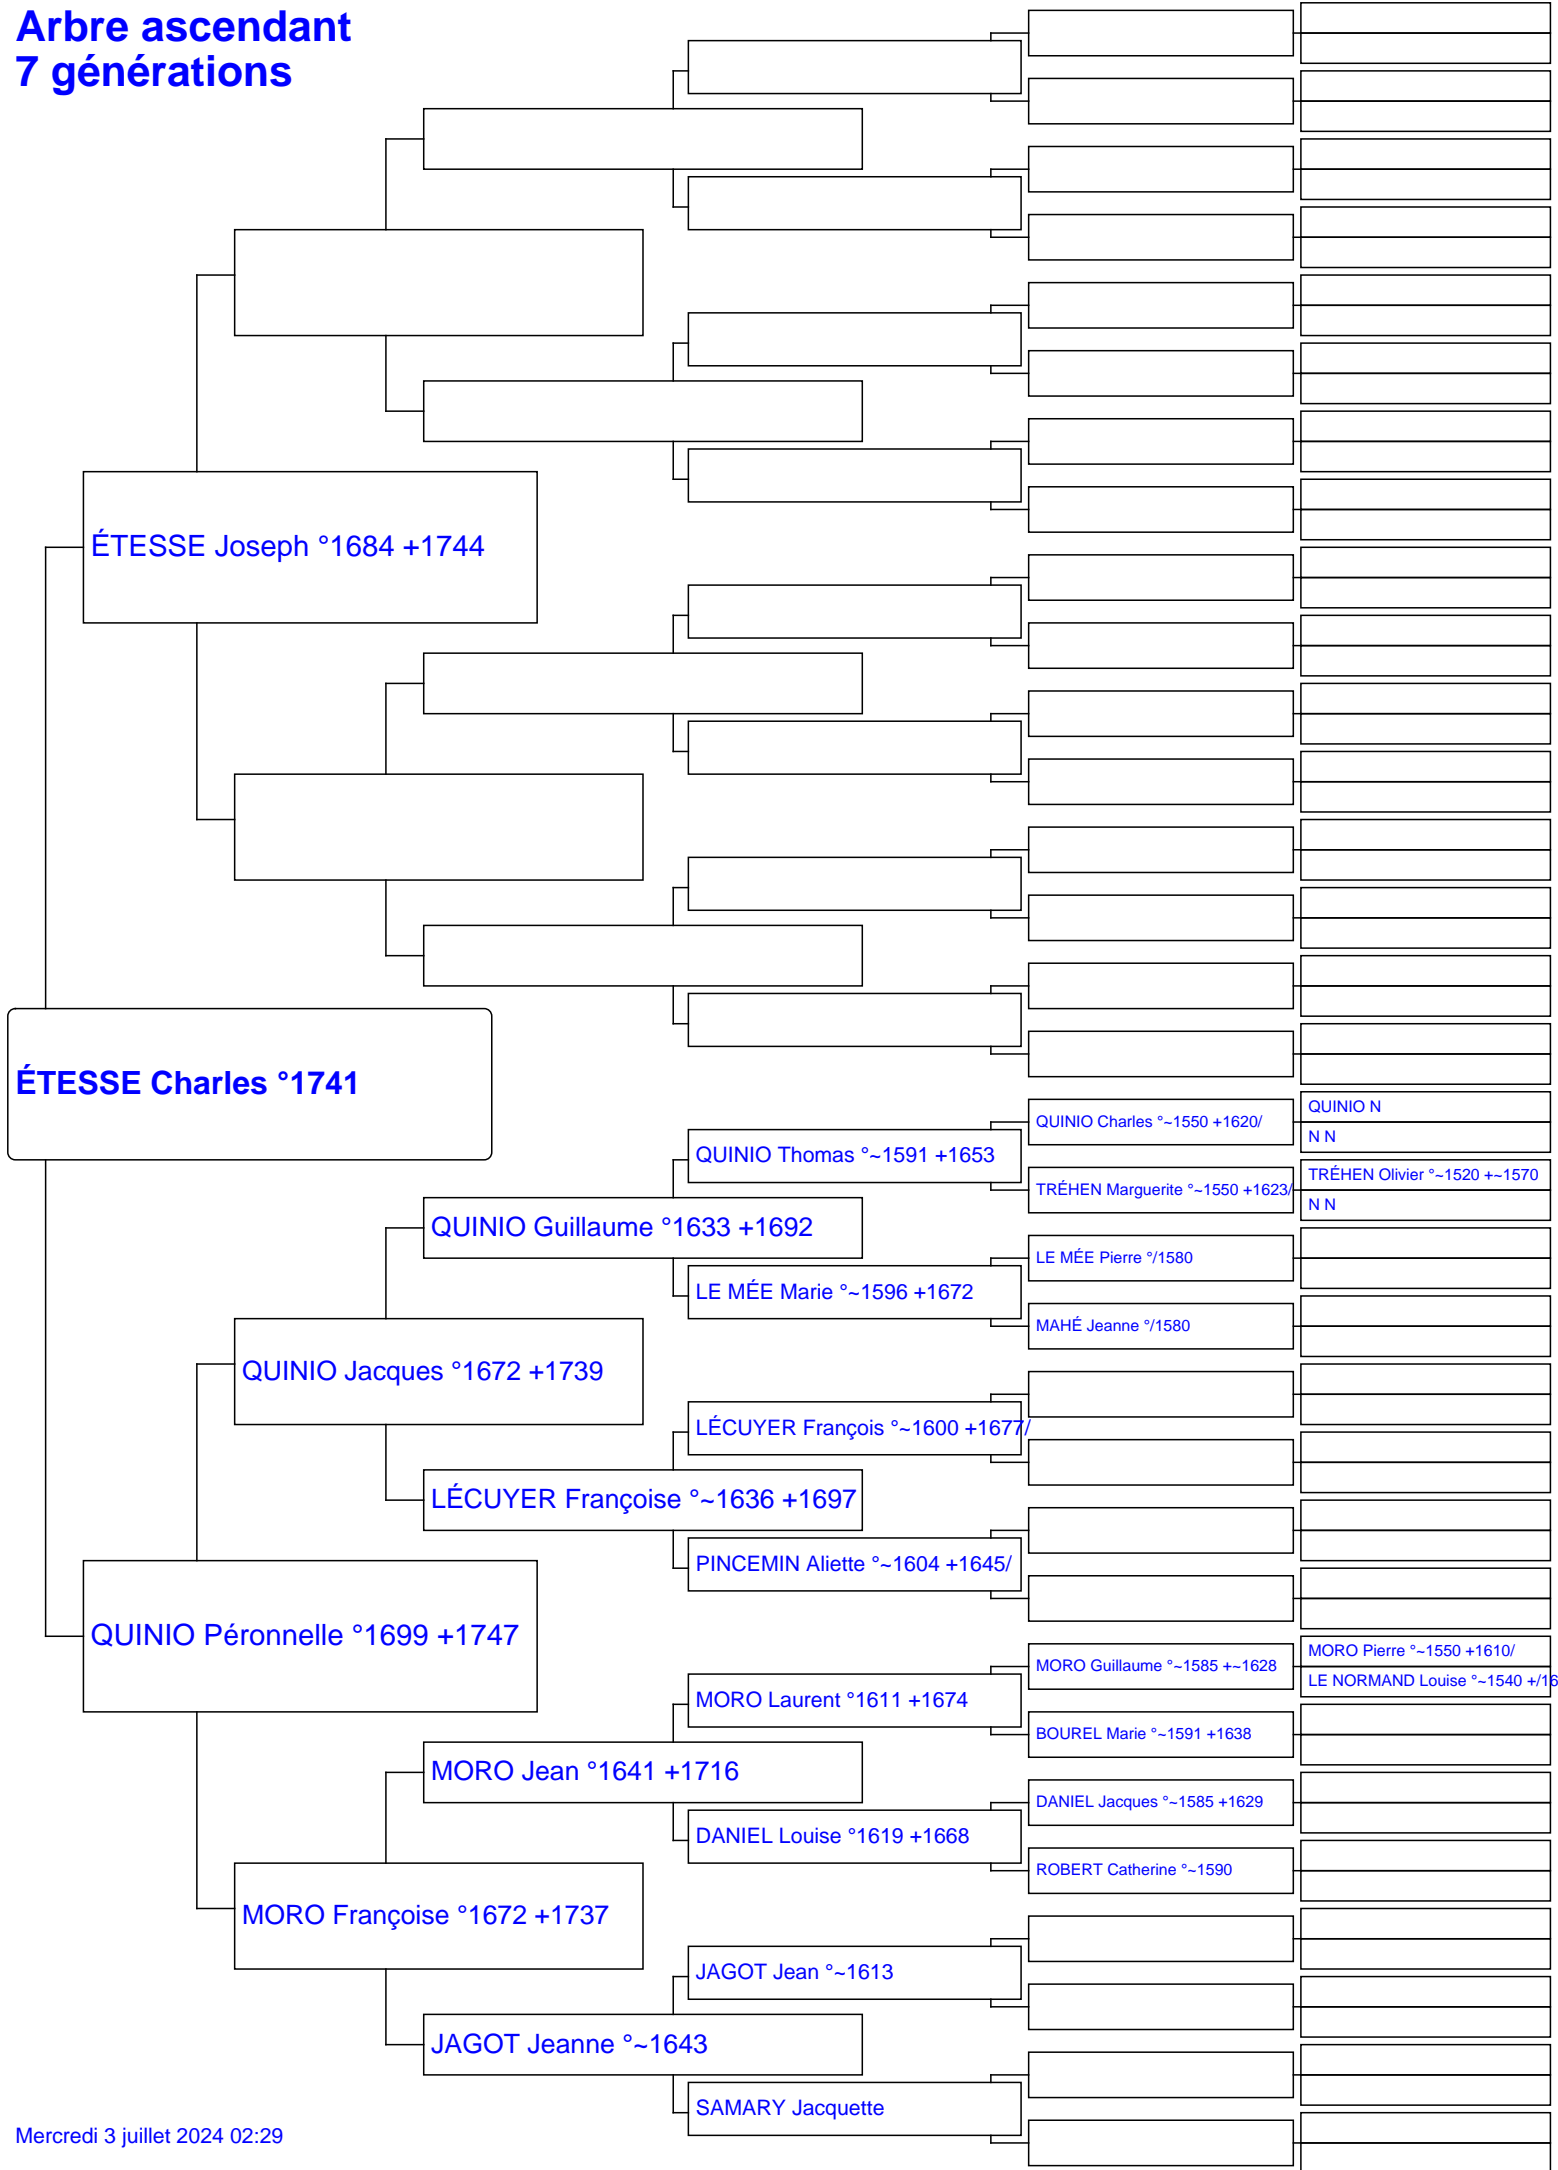 Arbre ascendant
7 générations
ÉTESSE Joseph °1684 +1744
ÉTESSE Charles °1741
QUINIO N
QUINIO Charles °~1550 +1620/
N N
QUINIO Thomas °~1591 +1653
TRÉHEN Olivier °~1520 +~1570
TRÉHEN Marguerite °~1550 +1623/
N N
QUINIO Guillaume °1633 +1692
LE MÉE Pierre °/1580
LE MÉE Marie °~1596 +1672
MAHÉ Jeanne °/1580
QUINIO Jacques °1672 +1739
LÉCUYER François °~1600 +1677/
LÉCUYER Françoise °~1636 +1697
PINCEMIN Aliette °~1604 +1645/
QUINIO Péronnelle °1699 +1747
MORO Pierre °~1550 +1610/
MORO Guillaume °~1585 +~1628
LE NORMAND Louise °~1540 +/16
MORO Laurent °1611 +1674
BOUREL Marie °~1591 +1638
MORO Jean °1641 +1716
DANIEL Jacques °~1585 +1629
DANIEL Louise °1619 +1668
ROBERT Catherine °~1590
MORO Françoise °1672 +1737
JAGOT Jean °~1613
JAGOT Jeanne °~1643
SAMARY Jacquette
Mercredi 3 juillet 2024 02:29